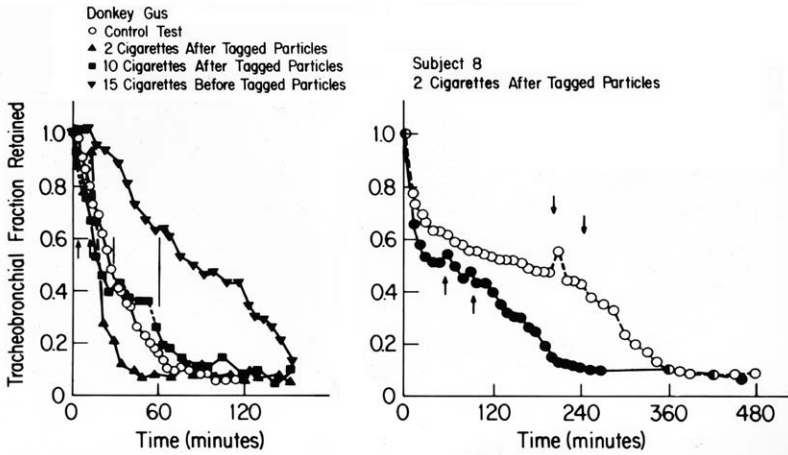 Donkey Gus
Control Test
2 Cigarettes After Tagged Particles
10 Cigarettes After Tagged Particles
15 Cigarettes Before Tagged Particles
Subject 8
2 Cigarettes After Tagged Particles
Tracheobronchial Fraction Retained
1.0
0.8
0.6
0.4
0.2
0
0 60 120
Time (minutes)
1.0
0.8
0.6
0.4
0.2
0
0 120 240 360 480
Time (minutes)